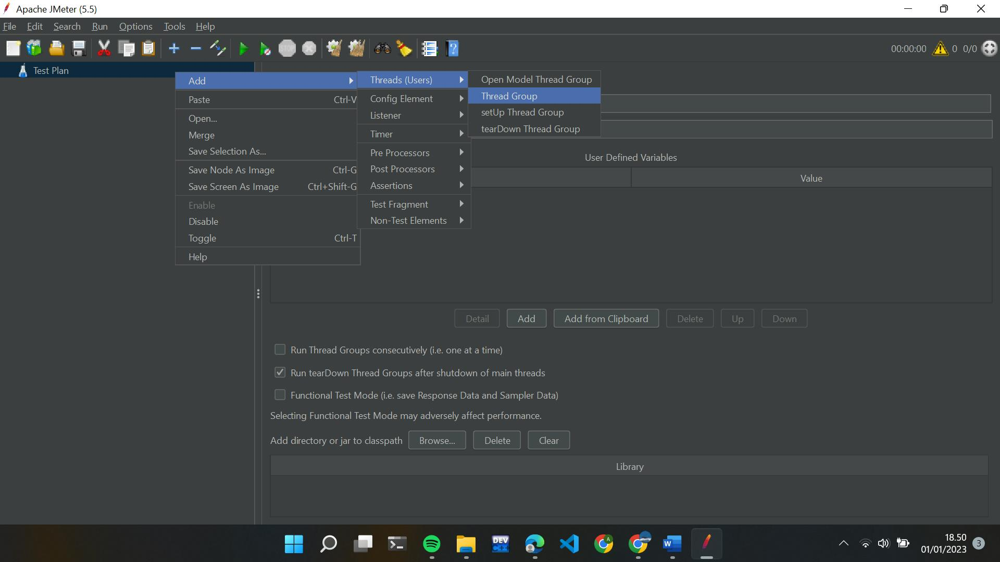 Apache JMeter (5.5)
File Edit Search Run Options Tools Help
STOP
00:00:00 0 0/0
Test Plan
Add
Paste Ctrl-V
Open...
Merge
Save Selection As...
Save Node As Image Ctrl-G
Save Screen As Image Ctrl+Shift-G
Enable
Disable
Toggle Ctrl-T
Help
Threads (Users)
Config Element
Listener
Timer
Pre Processors
Post Processors
Assertions
Test Fragment
Non-Test Elements
Open Model Thread Group
Thread Group
setUp Thread Group
tearDown Thread Group
User Defined Variables
Value
Detail Add Add from Clipboard Delete Up Down
Run Thread Groups consecutively (i.e. one at a time)
Run tearDown Thread Groups after shutdown of main threads
Functional Test Mode (i.e. save Response Data and Sampler Data)
Selecting Functional Test Mode may adversely affect performance.
Add directory or jar to classpath Browse... Delete Clear
Library
DEV
C++
A
W
18.50
01/01/2023
3